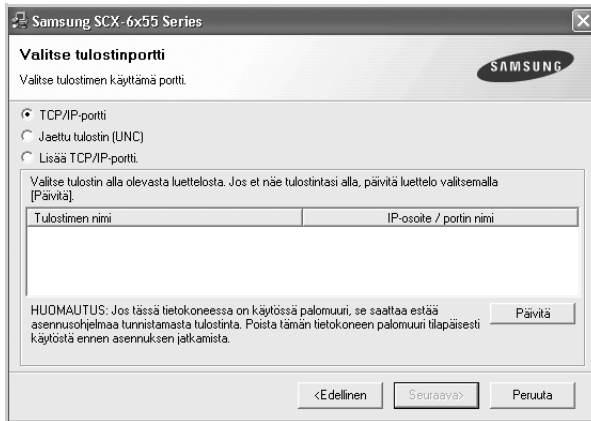 Samsung SCX-6x55 Series
Valitse tulostinportti
Valitse tulostimen käyttämä portti.
SAMSUNG
TCP/IP-portti
Jaettu tulostin (UNC)
Lisää TCP/IP-portti.
Valitse tulostin alla olevasta luettelosta. Jos et näe tulostintasi alla, päivitä luettelo valitsemalla
[Päivitä].
Tulostimen nimi IP-osoite / portin nimi
HUOMAUTUS: Jos tässä tietokoneessa on käytössä palomuuri, se saattaa estää
asennusohjelmaa tunnistamasta tulostinta. Poista tämän tietokoneen palomuuri tilapäisesti
käytöstä ennen asennuksen jatkamista.
Päivitä
<Edellinen Seuraava> Peruuta